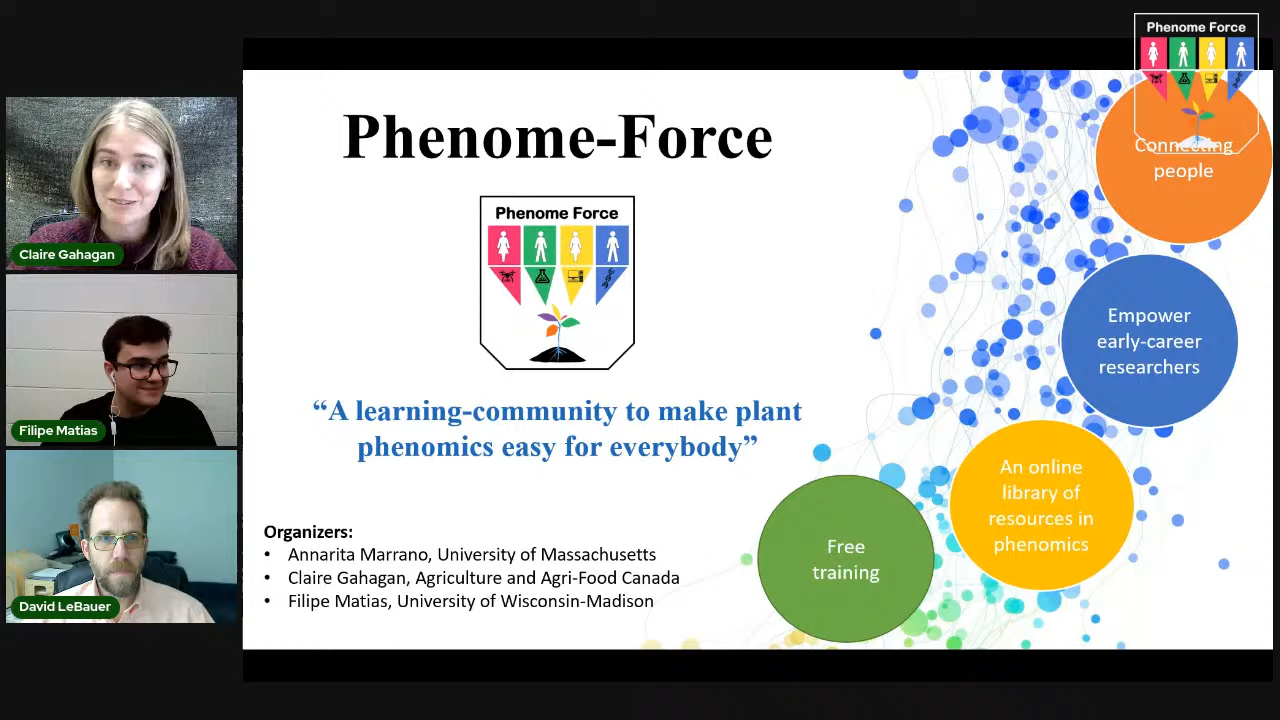 Phenome Force
Connecting
people
Phenome-Force
Phenome Force
Claire Gahagan
Empower
early-career
researchers
“A learning-community to make plant
phenomics easy for everybody”
Filipe Matias
An online
library of
resources in
phenomics
Free
training
Organizers:
• Annarita Marrano, University of Massachusetts
• Claire Gahagan, Agriculture and Agri-Food Canada
• Filipe Matias, University of Wisconsin-Madison
David LeBauer